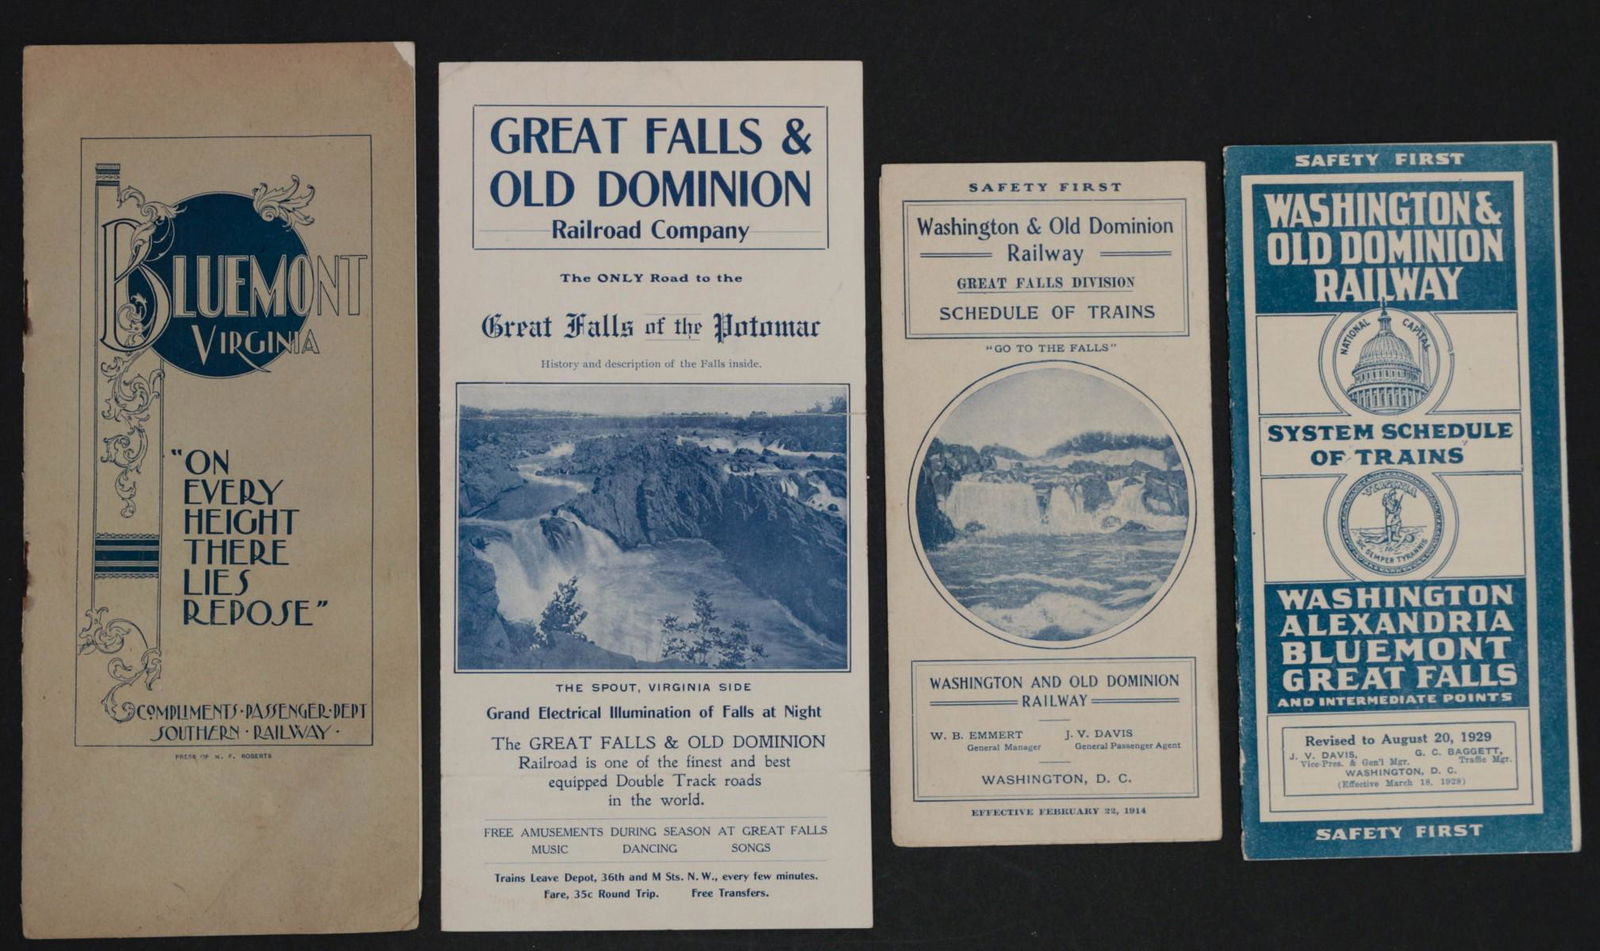 BLUEMONT
VIRGINIA
"ON
EVERY
HEIGHT
THERE
LIES
REPOSE"
COMPLIMENTS · PASSENGER · DEPT
SOUTHERN · RAILWAY ·
PRESS OF W. F. ROBERTS
GREAT FALLS &
OLD DOMINION
Railroad Company
The ONLY Road to the
Great Falls of the Potomac
History and description of the Falls inside.
THE SPOUT, VIRGINIA SIDE
Grand Electrical Illumination of Falls at Night
The GREAT FALLS & OLD DOMINION
Railroad is one of the finest and best
equipped Double Track roads
in the world.
FREE AMUSEMENTS DURING SEASON AT GREAT FALLS
MUSIC DANCING SONGS
Trains Leave Depot, 36th and M Sts. N. W., every few minutes.
Fare, 35c Round Trip. Free Transfers.
SAFETY FIRST
Washington & Old Dominion
Railway
GREAT FALLS DIVISION
SCHEDULE OF TRAINS
"GO TO THE FALLS"
WASHINGTON AND OLD DOMINION
RAILWAY
W. B. EMMERT J. V. DAVIS
General Manager General Passenger Agent
WASHINGTON, D. C.
EFFECTIVE FEBRUARY 22, 1914
SAFETY FIRST
WASHINGTON &
OLD DOMINION
RAILWAY
NATIONAL CAPITAL
SYSTEM SCHEDULE
OF TRAINS
VIRGINIA
SIC SEMPER TYRANNIS
WASHINGTON
ALEXANDRIA
BLUEMONT
GREAT FALLS
AND INTERMEDIATE POINTS
Revised to August 20, 1929
J. V. DAVIS, G. C. BAGGETT,
Vice-Pres. & Gen'l Mgr. Traffic Mgr.
WASHINGTON, D. C.
(Effective March 18, 1928)
SAFETY FIRST